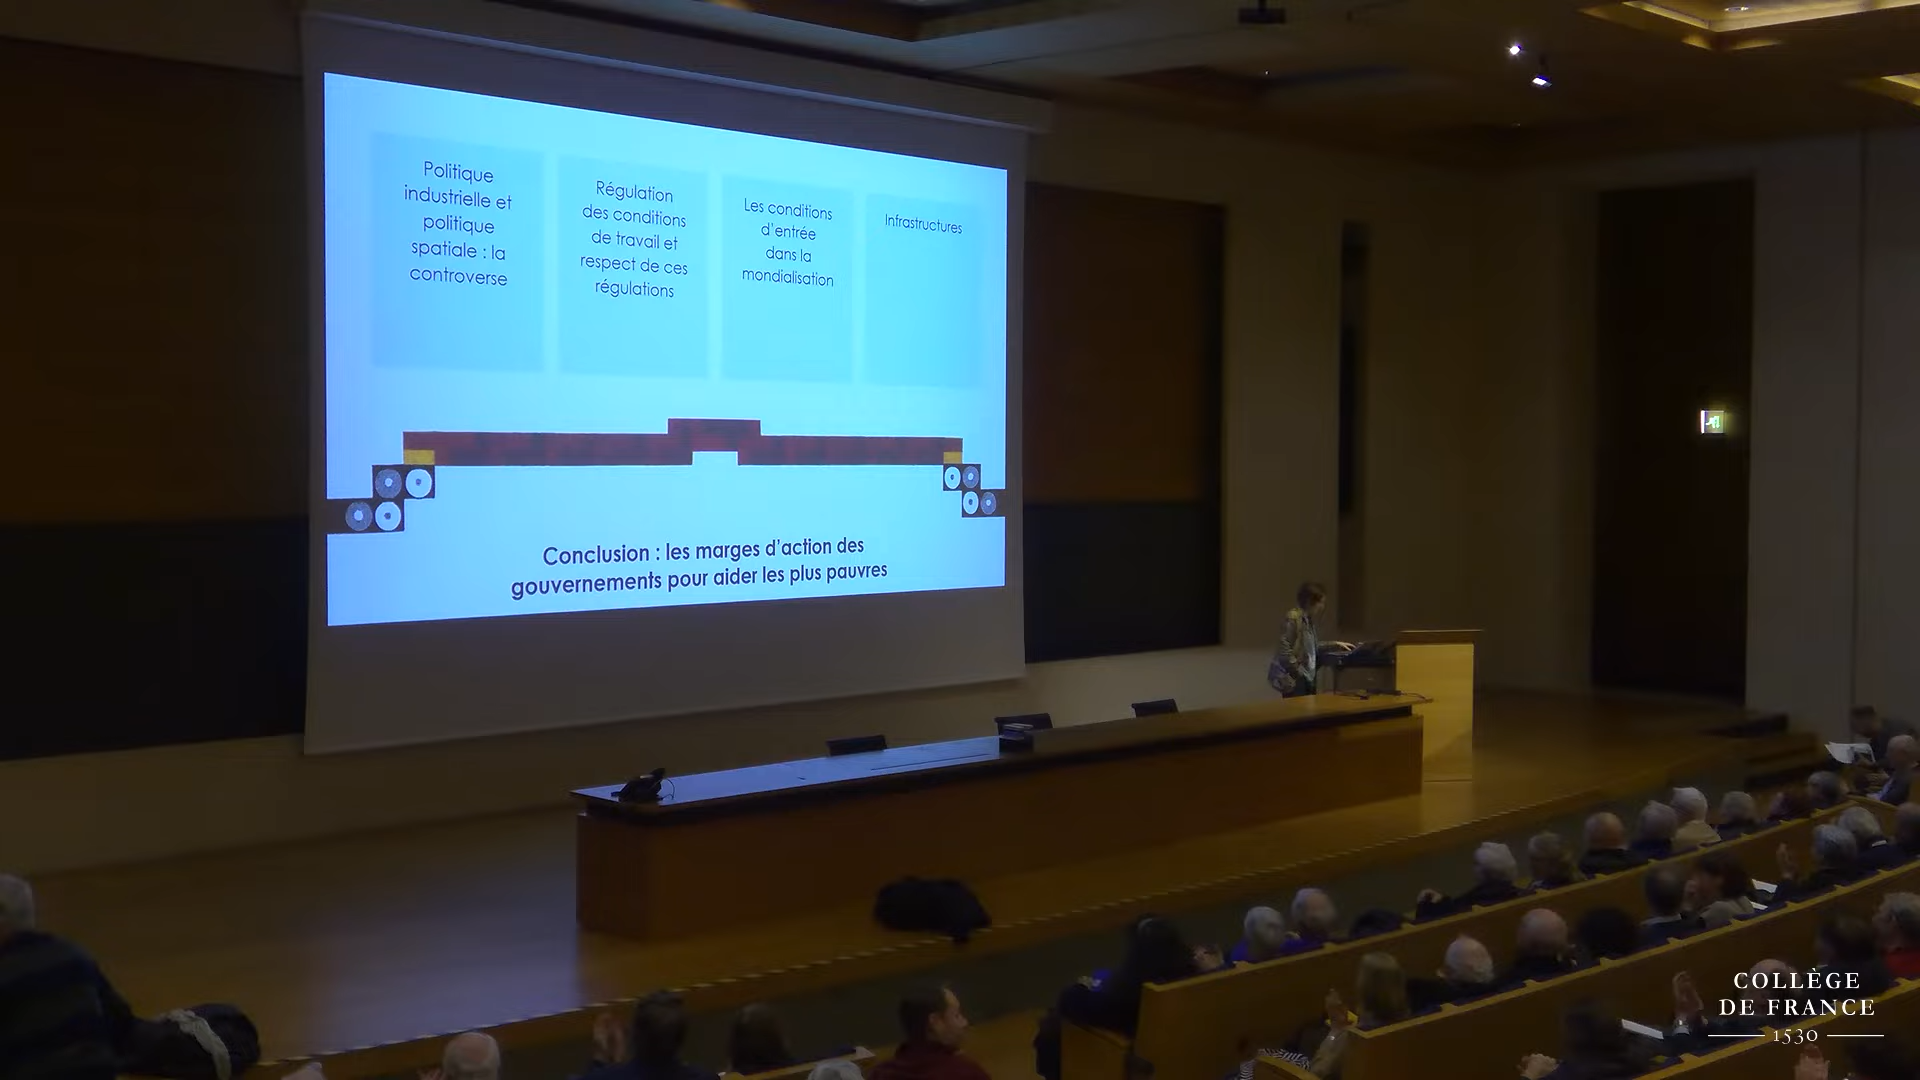 Politique
industrielle et
politique
spatiale : la
controverse
Régulation
des conditions
de travail et
respect de ces
régulations
Les conditions
d'entrée
dans la
mondialisation
Infrastructures
Conclusion : les marges d'action des
gouvernements pour aider les plus pauvres
COLLÈGE
DE FRANCE
1530